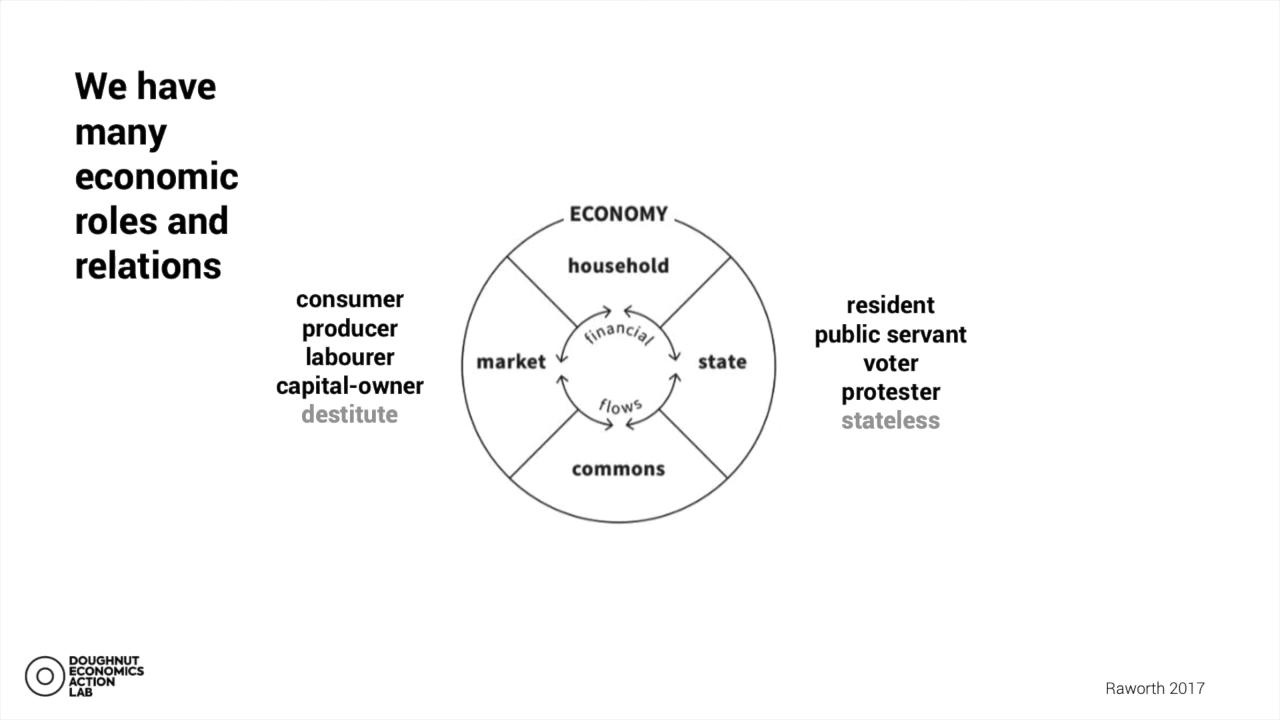 We have
many
economic
roles and
relations
ECONOMY
household
consumer
producer
labourer
capital-owner
destitute
market
financial
flows
state
commons
resident
public servant
voter
protester
stateless
DOUGHNUT
ECONOMICS
ACTION
LAB
Raworth 2017